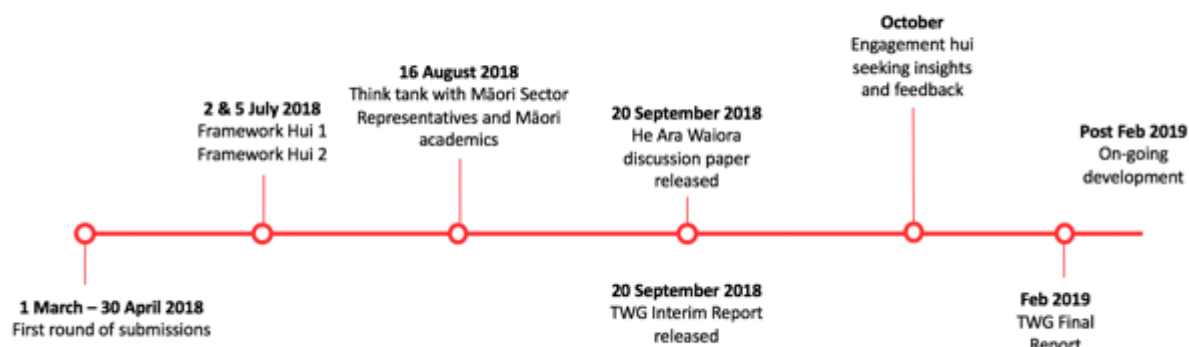 1 March – 30 April 2018
First round of submissions
2 & 5 July 2018
Framework Hui 1
Framework Hui 2
16 August 2018
Think tank with Māori Sector
Representatives and Māori
academics
20 September 2018
He Ara Waiora
discussion paper
released
20 September 2018
TWG Interim Report
released
October
Engagement hui
seeking insights
and feedback
Feb 2019
TWG Final
Report
Post Feb 2019
On-going
development